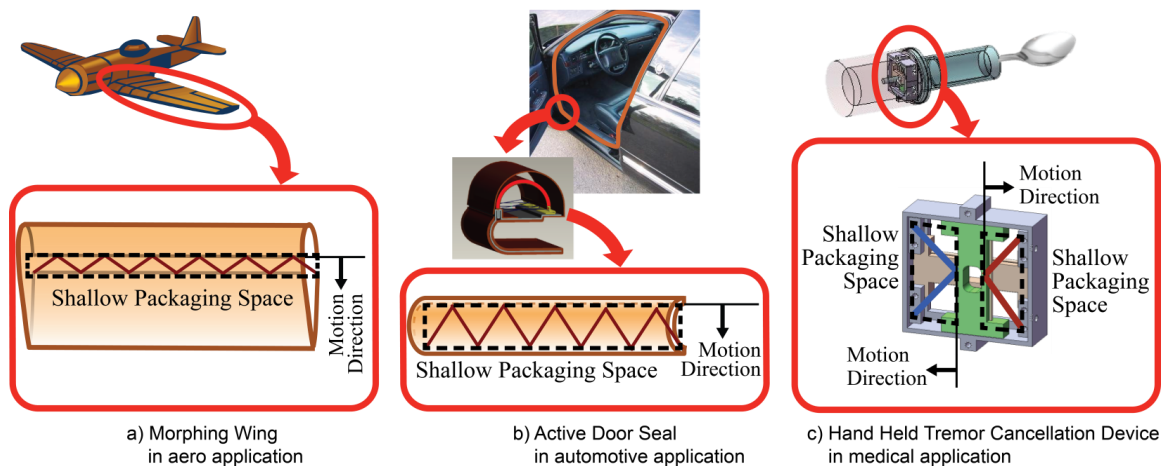 Shallow Packaging Space
Motion
Direction
a) Morphing Wing
in aero application
Shallow Packaging Space
Motion
Direction
b) Active Door Seal
in automotive application
Motion
Direction
Shallow
Packaging
Space
Shallow
Packaging
Space
Motion
Direction
c) Hand Held Tremor Cancellation Device
in medical application